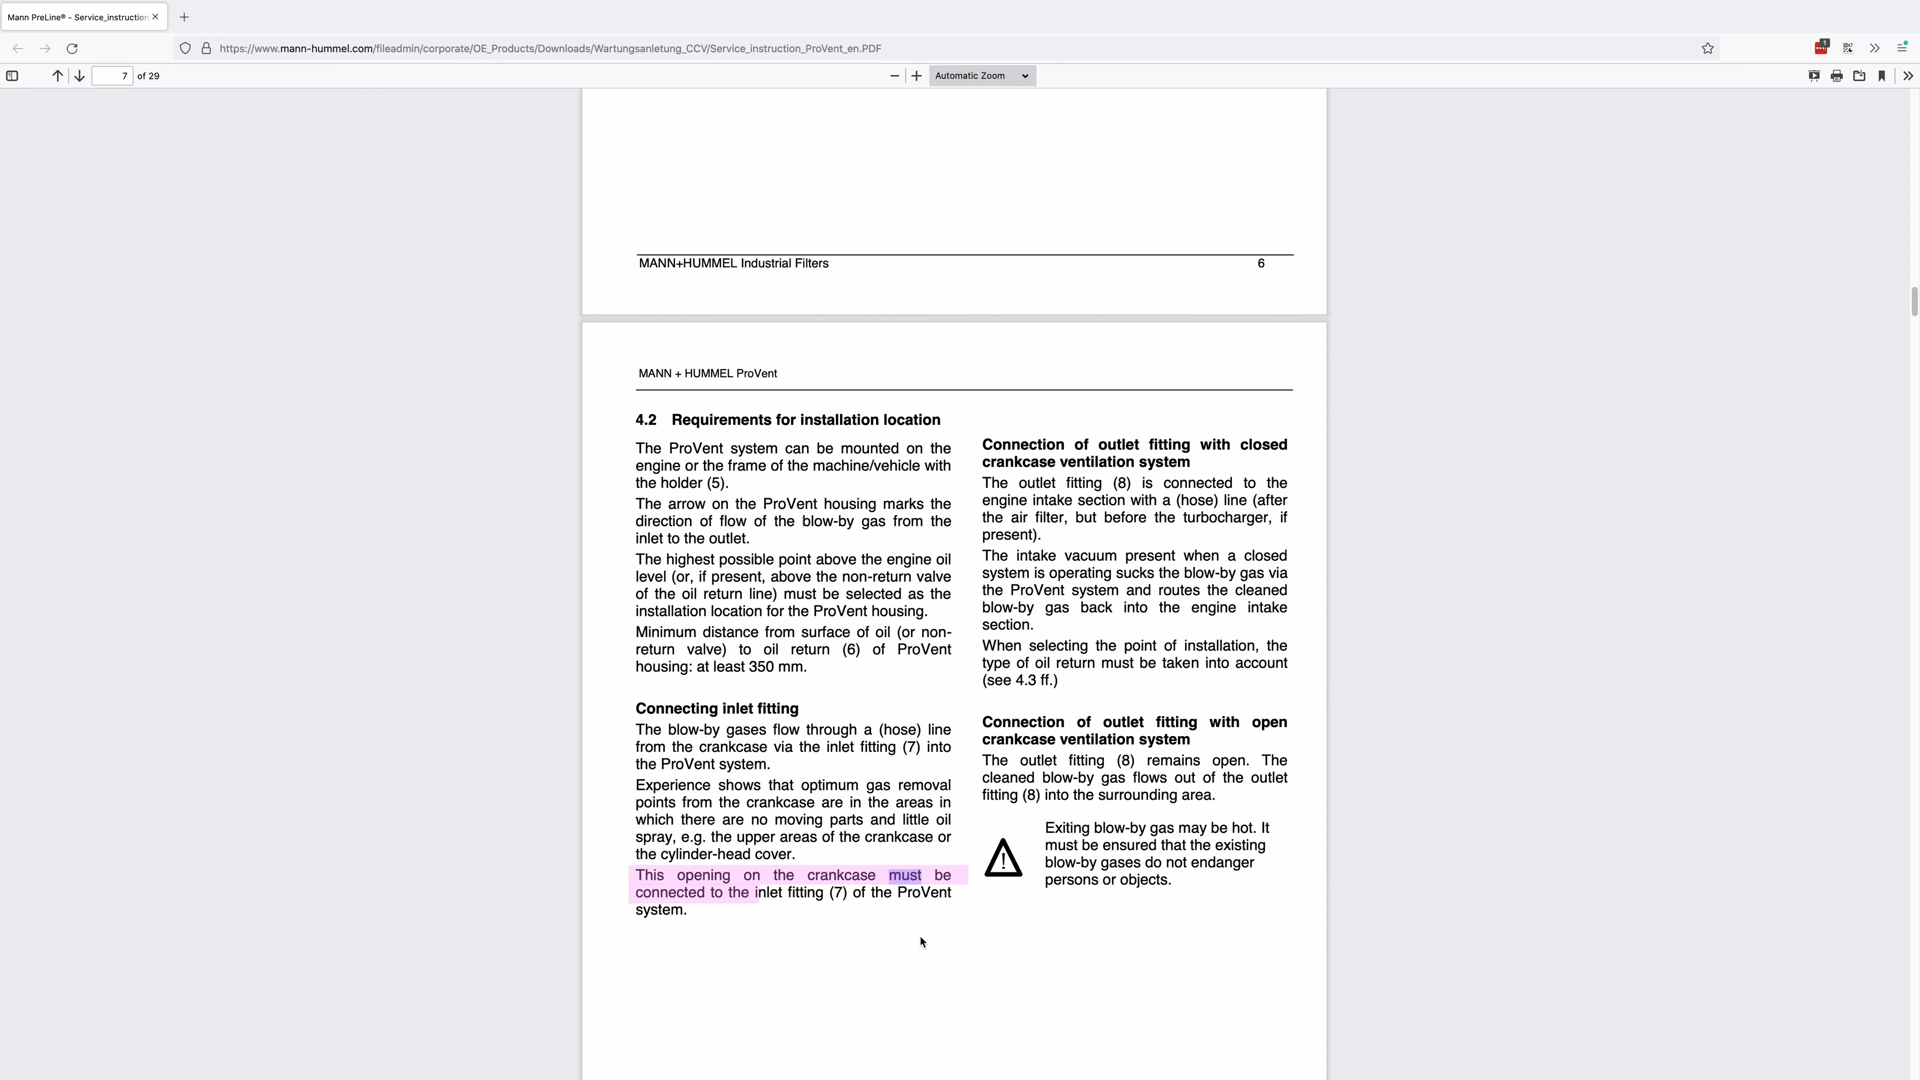 Mann PreLine® - Service_instruction
https://www.mann-hummel.com/fileadmin/corporate/OE_Products/Downloads/Wartungsanletung_CCV/Service_instruction_ProVent_en.PDF
1
7 of 29
Automatic Zoom
MANN+HUMMEL Industrial Filters 6
MANN + HUMMEL ProVent
4.2 Requirements for installation location
The ProVent system can be mounted on the
engine or the frame of the machine/vehicle with
the holder (5).
The arrow on the ProVent housing marks the
direction of flow of the blow-by gas from the
inlet to the outlet.
The highest possible point above the engine oil
level (or, if present, above the non-return valve
of the oil return line) must be selected as the
installation location for the ProVent housing.
Minimum distance from surface of oil (or non-
return valve) to oil return (6) of ProVent
housing: at least 350 mm.
Connecting inlet fitting
The blow-by gases flow through a (hose) line
from the crankcase via the inlet fitting (7) into
the ProVent system.
Experience shows that optimum gas removal
points from the crankcase are in the areas in
which there are no moving parts and little oil
spray, e.g. the upper areas of the crankcase or
the cylinder-head cover.
This opening on the crankcase must be
connected to the inlet fitting (7) of the ProVent
system.
Connection of outlet fitting with closed
crankcase ventilation system
The outlet fitting (8) is connected to the
engine intake section with a (hose) line (after
the air filter, but before the turbocharger, if
present).
The intake vacuum present when a closed
system is operating sucks the blow-by gas via
the ProVent system and routes the cleaned
blow-by gas back into the engine intake
section.
When selecting the point of installation, the
type of oil return must be taken into account
(see 4.3 ff.)
Connection of outlet fitting with open
crankcase ventilation system
The outlet fitting (8) remains open. The
cleaned blow-by gas flows out of the outlet
fitting (8) into the surrounding area.
Exiting blow-by gas may be hot. It
must be ensured that the existing
blow-by gases do not endanger
persons or objects.